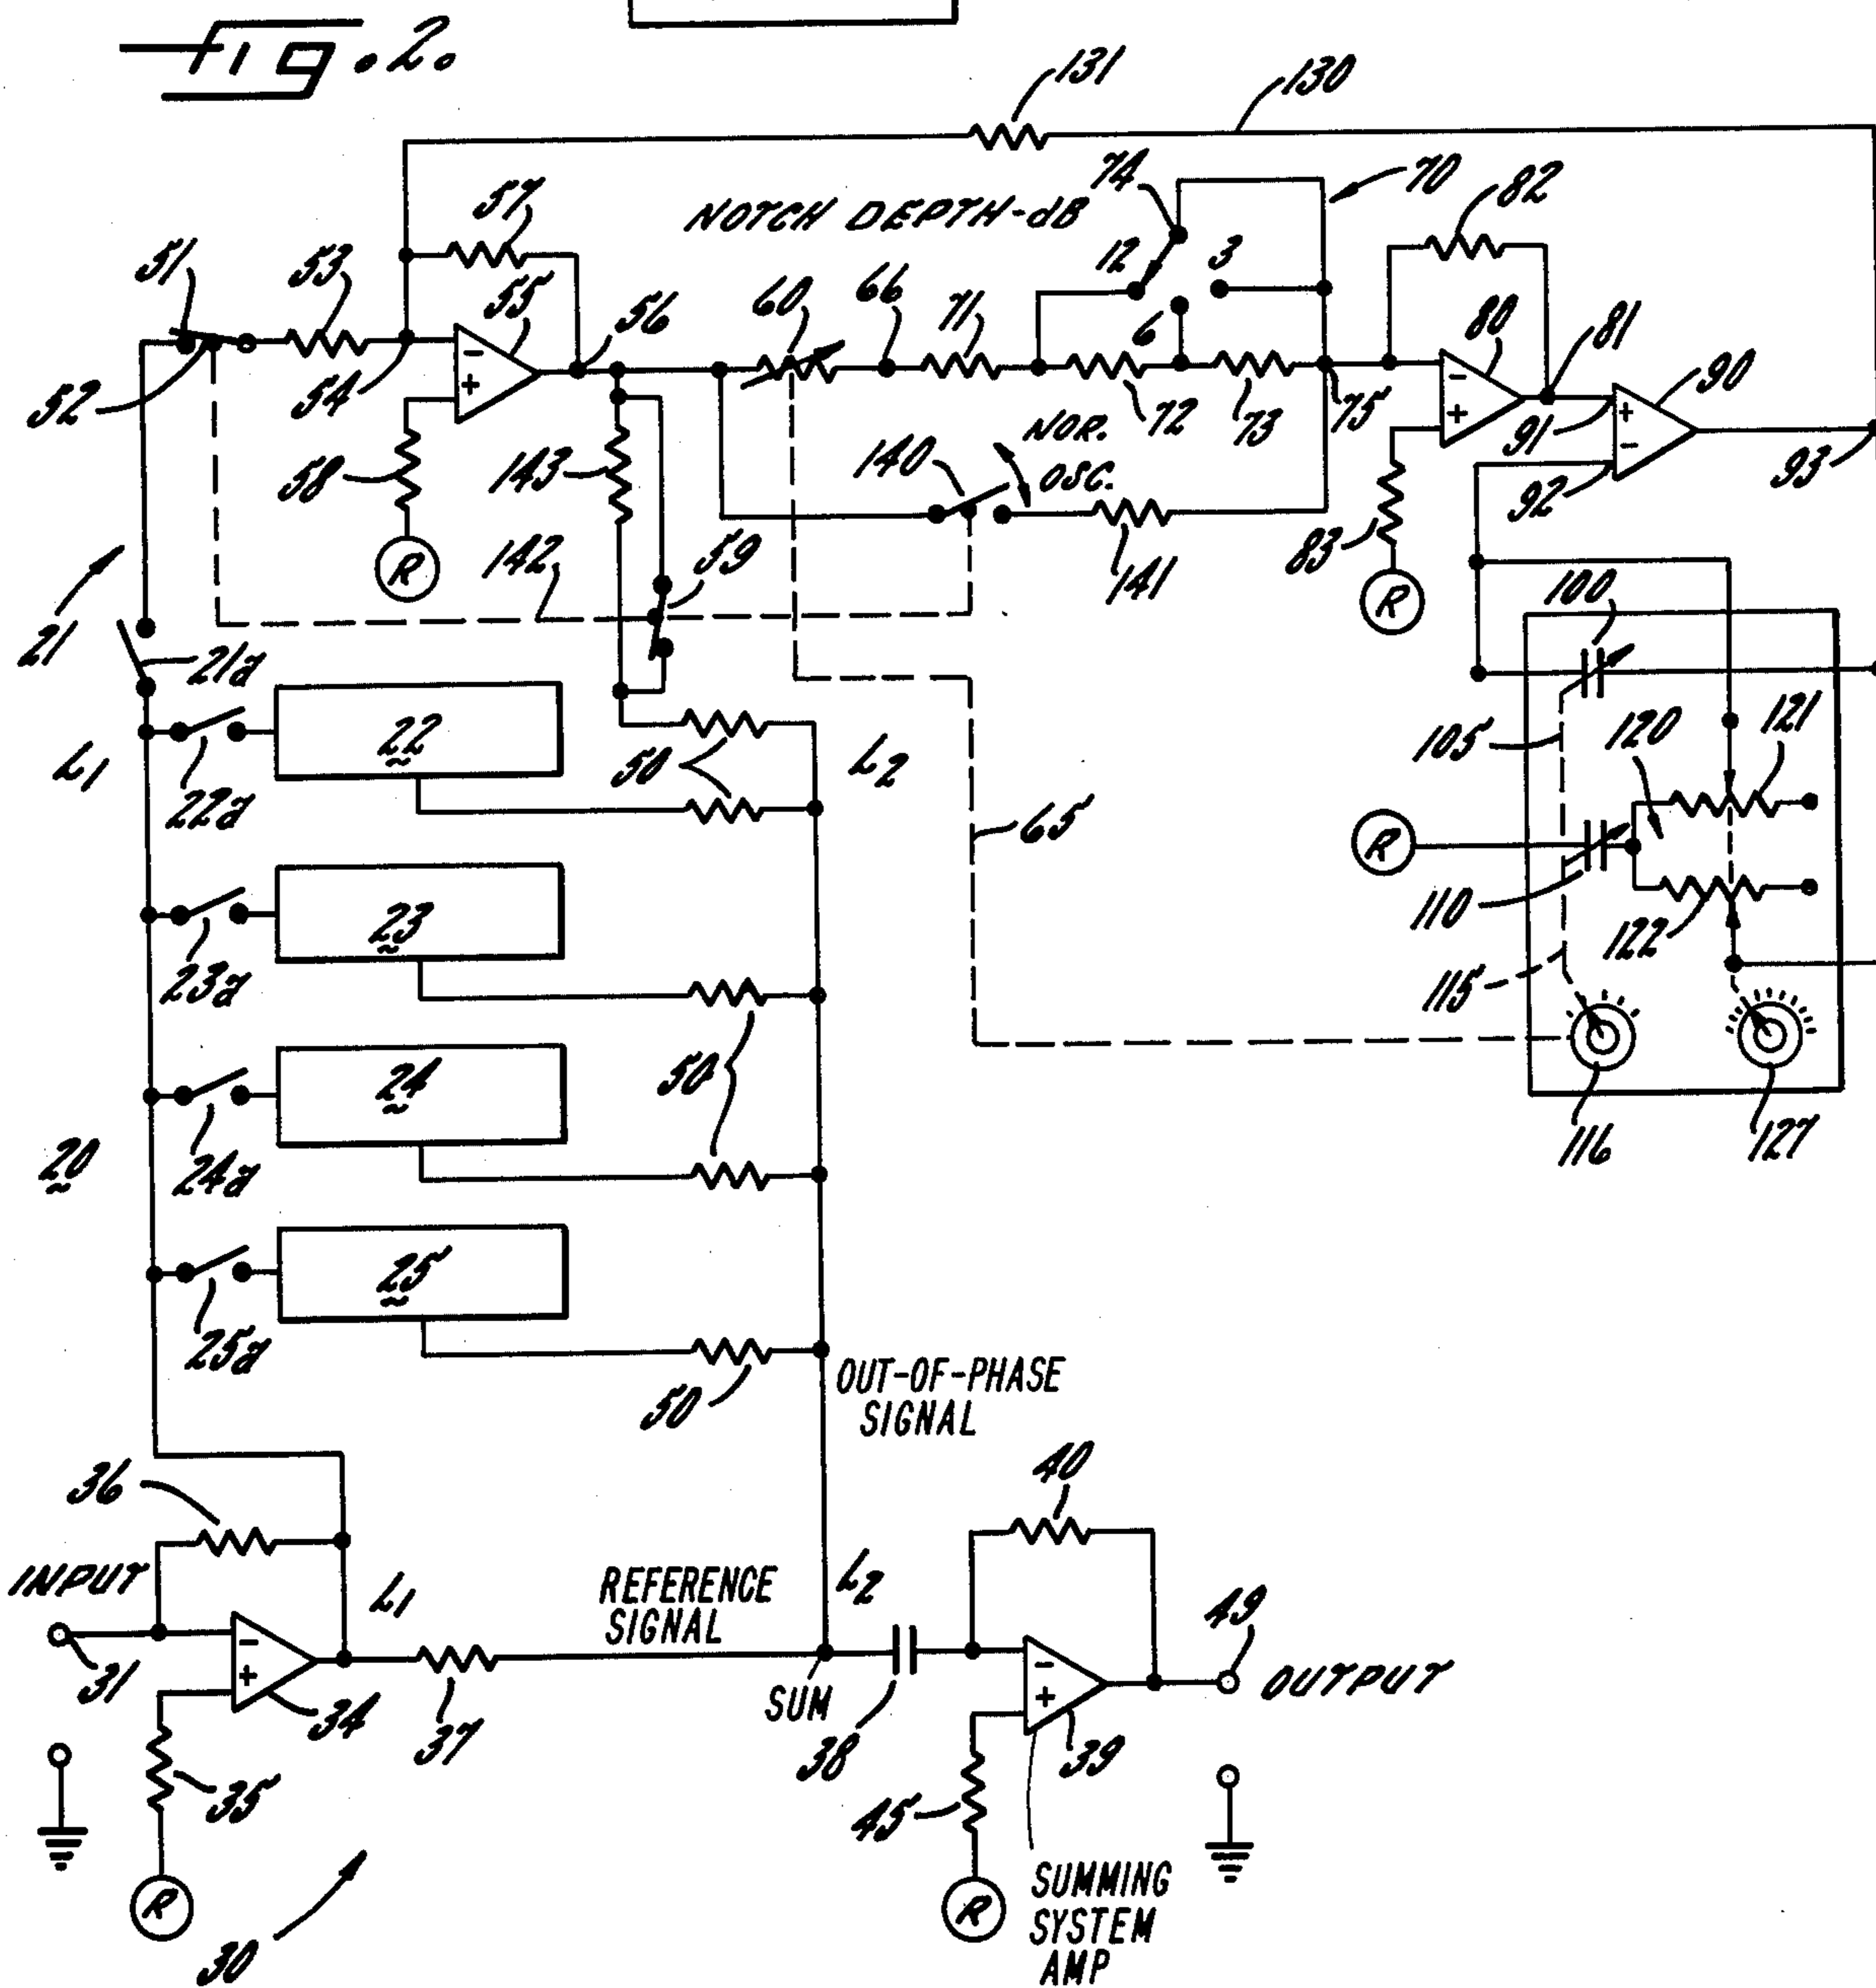 Fig. 2.
131
130
57
NOTCH DEPTH-dB
74
70
82
12
3
51
53
55
56
60
66
71
6
80
81
90
52
54
72
73
75
91
93
92
58
143
140
NOR.
OSC.
141
83
R
R
142
59
100
21
21a
22
L1
22a
50
L2
105
120
121
65
R
110
122
23
23a
115
50
24
24a
20
116
127
25
25a
50
OUT-OF-PHASE
SIGNAL
36
40
INPUT
L1
REFERENCE
SIGNAL
L2
49
31
34
37
SUM
38
39
OUTPUT
35
45
R
R
30
SUMMING
SYSTEM
AMP